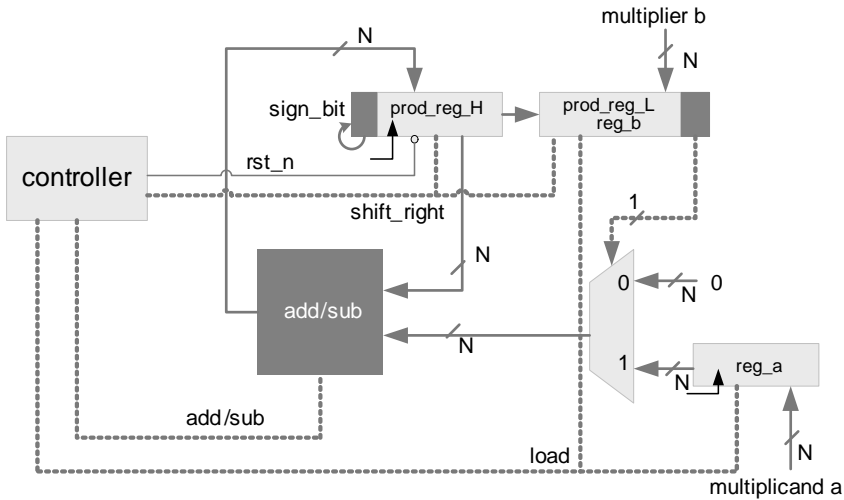 multiplier b
N
N
sign_bit
prod_reg_H
prod_reg_L
reg_b
controller
rst_n
shift_right
1
N
add/sub
0
N
0
N
1
N
reg_a
add/sub
N
load
multiplicand a